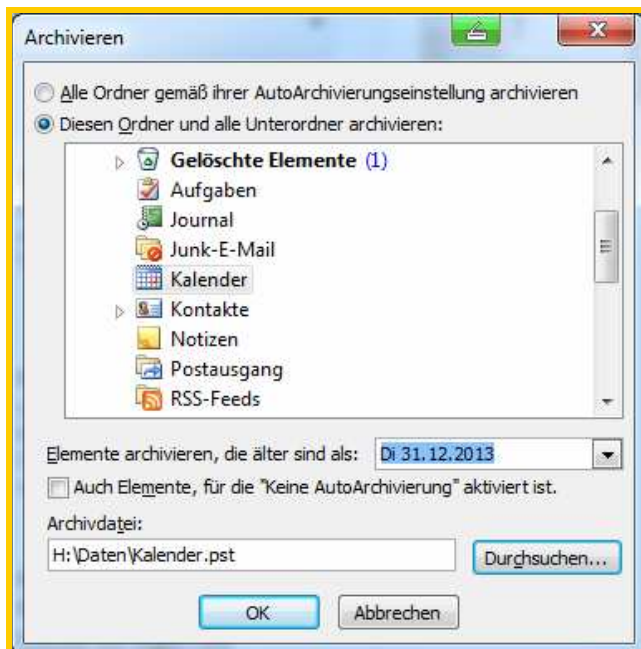 Archivieren
Alle Ordner gemäß ihrer AutoArchivierungseinstellung archivieren
Diesen Ordner und alle Unterordner archivieren:
Gelöschte Elemente (1)
Aufgaben
Journal
Junk-E-Mail
Kalender
Kontakte
Notizen
Postausgang
RSS-Feeds
Elemente archivieren, die älter sind als: Di 31.12.2013
Auch Elemente, für die "Keine AutoArchivierung" aktiviert ist.
Archivdatei:
H:\Daten\Kalender.pst Durchsuchen...
OK Abbrechen